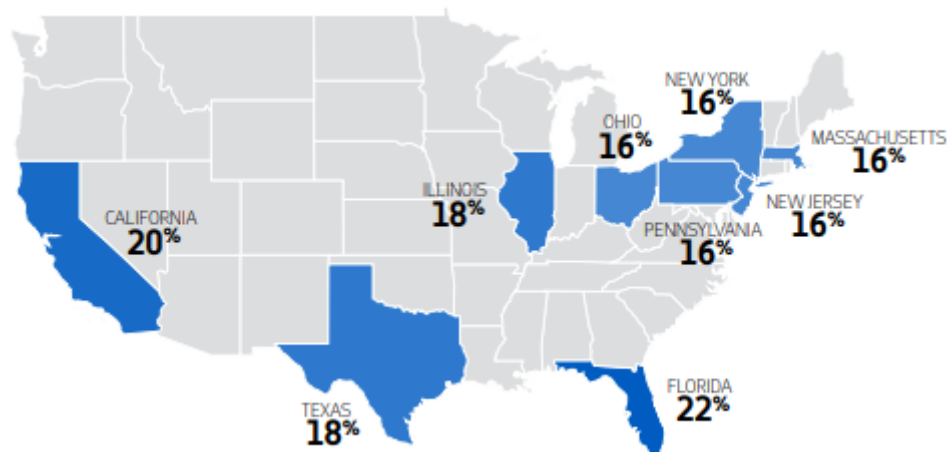 NEW YORK
16%
OHIO
16%
MASSACHUSETTS
16%
ILLINOIS
18%
NEW JERSEY
16%
CALIFORNIA
20%
PENNSYLVANIA
16%
FLORIDA
22%
TEXAS
18%